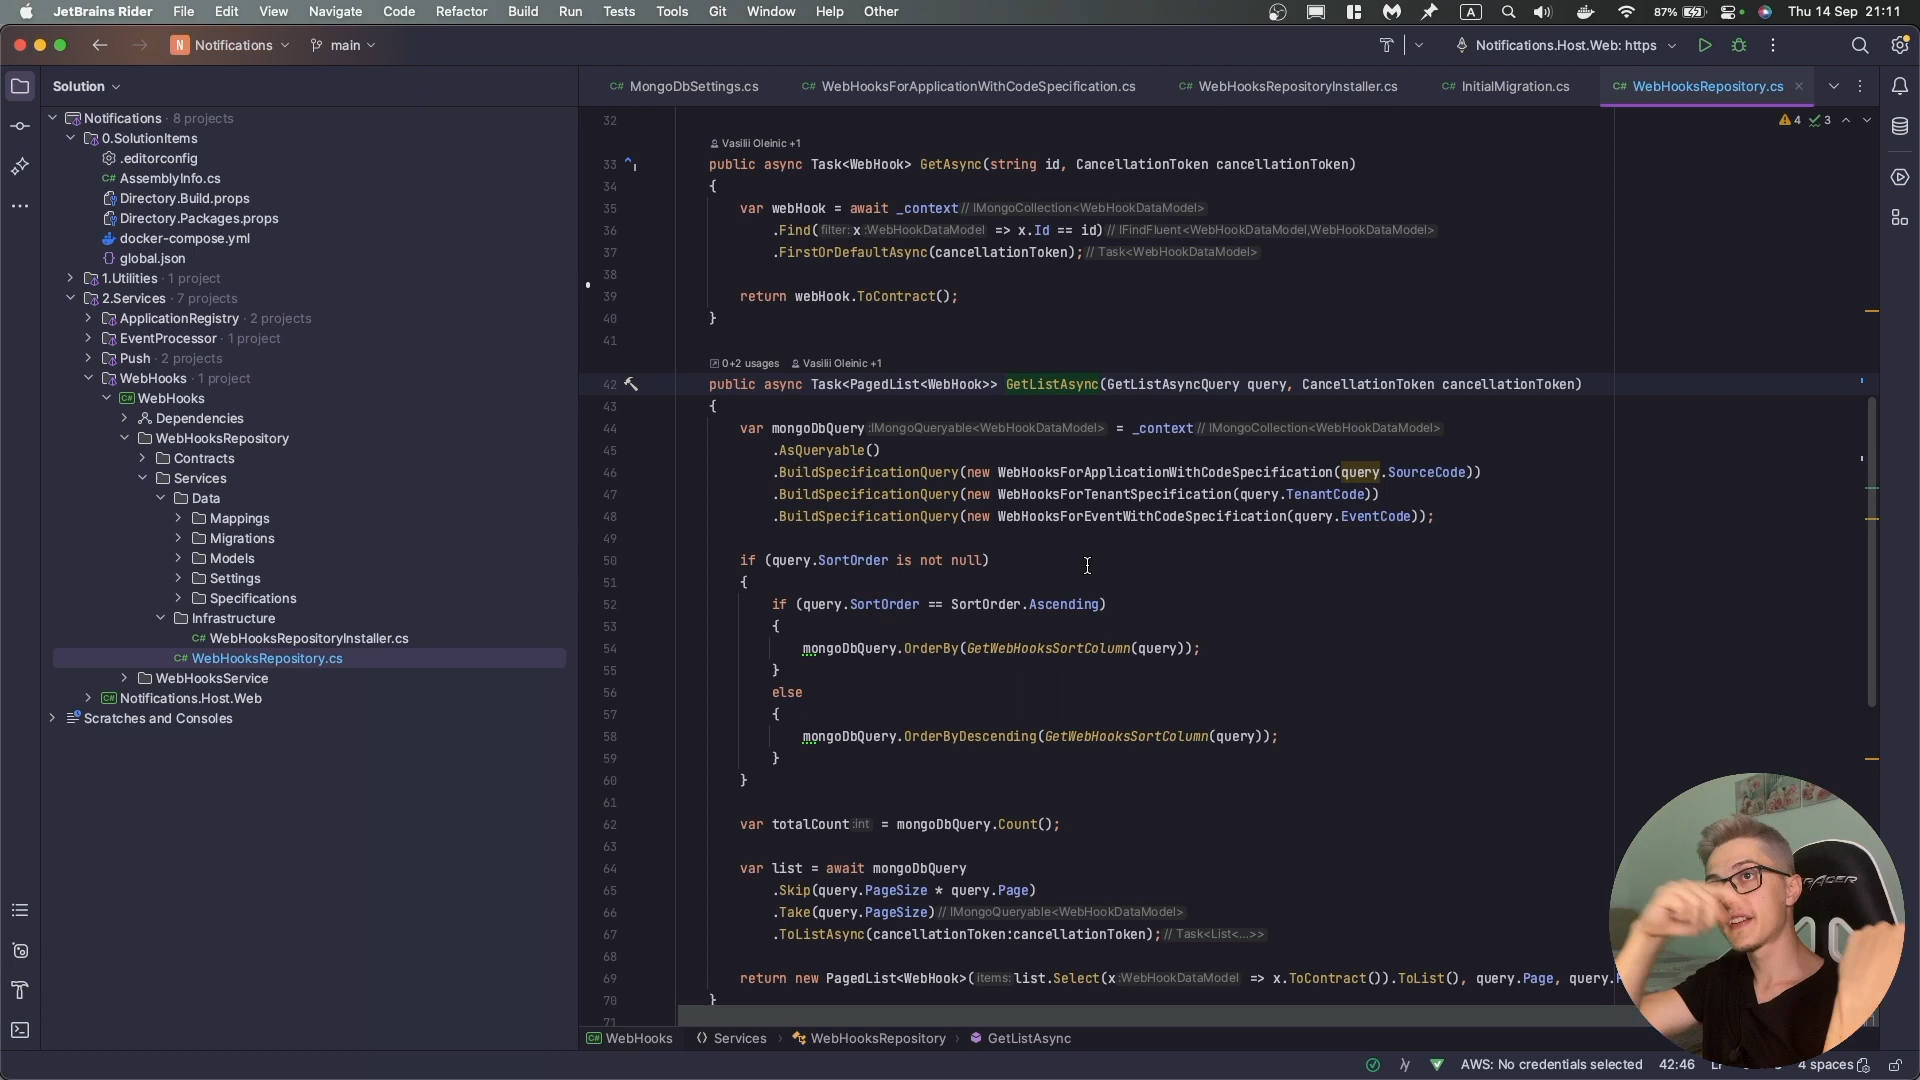 JetBrains Rider File Edit View Navigate Code Refactor Build Run Tests Tools Git Window Help Other
A 87% Thu 14 Sep 21:11
N Notifications main
Notifications.Host.Web: https
Solution
MongoDbSettings.cs
WebHooksForApplicationWithCodeSpecification.cs
WebHooksRepositoryInstaller.cs
InitialMigration.cs
WebHooksRepository.cs
Notifications · 8 projects
0.SolutionItems
.editorconfig
C# AssemblyInfo.cs
Directory.Build.props
Directory.Packages.props
docker-compose.yml
global.json
1.Utilities · 1 project
2.Services · 7 projects
ApplicationRegistry · 2 projects
EventProcessor · 1 project
Push · 2 projects
WebHooks · 1 project
C# WebHooks
Dependencies
WebHooksRepository
Contracts
Services
Data
Mappings
Migrations
Models
Settings
Specifications
Infrastructure
C# WebHooksRepositoryInstaller.cs
C# WebHooksRepository.cs
WebHooksService
C# Notifications.Host.Web
Scratches and Consoles
4 3
32
Vasilii Oleinic +1
33 public async Task<WebHook> GetAsync(string id, CancellationToken cancellationToken)
34 {
35 var webHook = await _context // IMongoCollection<WebHookDataModel>
36 .Find( filter: x :WebHookDataModel => x.Id == id) // IFindFluent<WebHookDataModel,WebHookDataModel>
37 .FirstOrDefaultAsync(cancellationToken); // Task<WebHookDataModel>
38
39 return webHook.ToContract();
40 }
41
0+2 usages Vasilii Oleinic +1
42 public async Task<PagedList<WebHook>> GetListAsync(GetListAsyncQuery query, CancellationToken cancellationToken)
43 {
44 var mongoDbQuery :IMongoQueryable<WebHookDataModel> = _context // IMongoCollection<WebHookDataModel>
45 .AsQueryable()
46 .BuildSpecificationQuery(new WebHooksForApplicationWithCodeSpecification(query.SourceCode))
47 .BuildSpecificationQuery(new WebHooksForTenantSpecification(query.TenantCode))
48 .BuildSpecificationQuery(new WebHooksForEventWithCodeSpecification(query.EventCode));
49
50 if (query.SortOrder is not null)
51 {
52 if (query.SortOrder == SortOrder.Ascending)
53 {
54 mongoDbQuery.OrderBy(GetWebHooksSortColumn(query));
55 }
56 else
57 {
58 mongoDbQuery.OrderByDescending(GetWebHooksSortColumn(query));
59 }
60 }
61
62 var totalCount :int = mongoDbQuery.Count();
63
64 var list = await mongoDbQuery
65 .Skip(query.PageSize * query.Page)
66 .Take(query.PageSize) // IMongoQueryable<WebHookDataModel>
67 .ToListAsync(cancellationToken:cancellationToken); // Task<List<...>>
68
69 return new PagedList<WebHook>( items: list.Select(x :WebHookDataModel => x.ToContract()).ToList(), query.Page, query.
70 }
71
C# WebHooks Services WebHooksRepository GetListAsync
AWS: No credentials selected 42:46 4 spaces